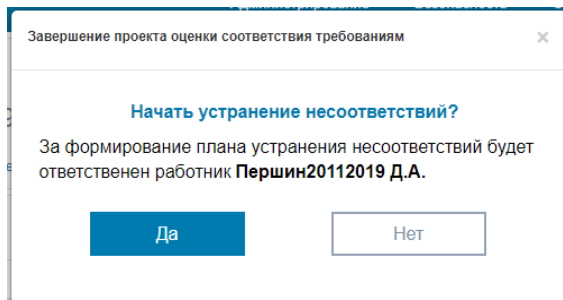 Завершение проекта оценки соответствия требованиям
×
Начать устранение несоответствий?
За формирование плана устранения несоответствий будет
ответственен работник Першин20112019 Д.А.
Да Нет